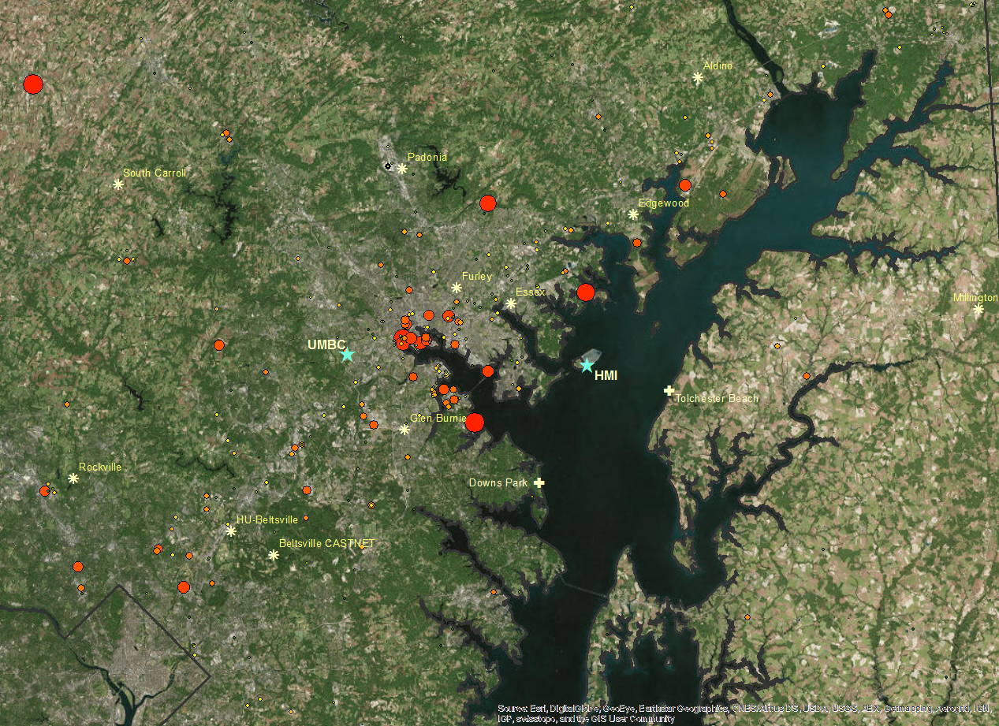 Aldino
Padonia
South Carroll
Edgewood
Furley
Essex
Millington
UMBC
HMI
Tolchester Beach
Glen Burnie
Rockville
Downs Park
HU-Beltsville
Beltsville CASTNET
Source: Esri, DigitalGlobe, GeoEye, Earthstar Geographics, CNES/Airbus DS, USDA, USGS, AEX, Getmapping, Aerogrid, IGN,
IGP, swisstopo, and the GIS User Community